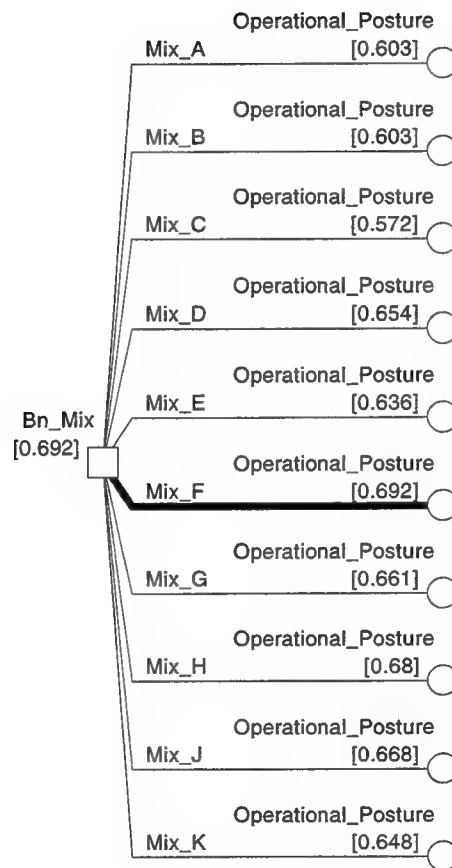 Operational_Posture
Mix_A [0.603]
Operational_Posture
Mix_B [0.603]
Operational_Posture
Mix_C [0.572]
Operational_Posture
Mix_D [0.654]
Operational_Posture
Mix_E [0.636]
Bn_Mix
[0.692]
Operational_Posture
Mix_F [0.692]
Operational_Posture
Mix_G [0.661]
Operational_Posture
Mix_H [0.68]
Operational_Posture
Mix_J [0.668]
Operational_Posture
Mix_K [0.648]